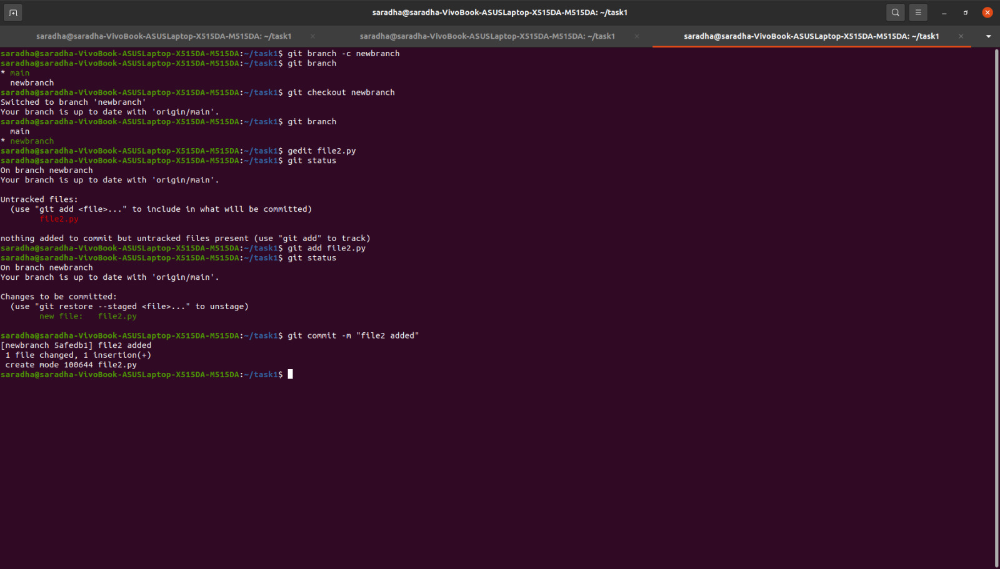 saradha@saradha-VivoBook-ASUSLaptop-X515DA-M515DA: ~/task1
saradha@saradha-VivoBook-ASUSLaptop-X515DA-M515DA: ~/task1 saradha@saradha-VivoBook-ASUSLaptop-X515DA-M515DA: ~/task1 saradha@saradha-VivoBook-ASUSLaptop-X515DA-M515DA: ~/task1
saradha@saradha-VivoBook-ASUSLaptop-X515DA-M515DA:~/task1$ git branch -c newbranch
saradha@saradha-VivoBook-ASUSLaptop-X515DA-M515DA:~/task1$ git branch
* main
  newbranch
saradha@saradha-VivoBook-ASUSLaptop-X515DA-M515DA:~/task1$ git checkout newbranch
Switched to branch 'newbranch'
Your branch is up to date with 'origin/main'.
saradha@saradha-VivoBook-ASUSLaptop-X515DA-M515DA:~/task1$ git branch
  main
* newbranch
saradha@saradha-VivoBook-ASUSLaptop-X515DA-M515DA:~/task1$ gedit file2.py
saradha@saradha-VivoBook-ASUSLaptop-X515DA-M515DA:~/task1$ git status
On branch newbranch
Your branch is up to date with 'origin/main'.
Untracked files:
  (use "git add <file>..." to include in what will be committed)
        file2.py
nothing added to commit but untracked files present (use "git add" to track)
saradha@saradha-VivoBook-ASUSLaptop-X515DA-M515DA:~/task1$ git add file2.py
saradha@saradha-VivoBook-ASUSLaptop-X515DA-M515DA:~/task1$ git status
On branch newbranch
Your branch is up to date with 'origin/main'.
Changes to be committed:
  (use "git restore --staged <file>..." to unstage)
        new file:   file2.py
saradha@saradha-VivoBook-ASUSLaptop-X515DA-M515DA:~/task1$ git commit -m "file2 added"
[newbranch 5afedb1] file2 added
 1 file changed, 1 insertion(+)
 create mode 100644 file2.py
saradha@saradha-VivoBook-ASUSLaptop-X515DA-M515DA:~/task1$